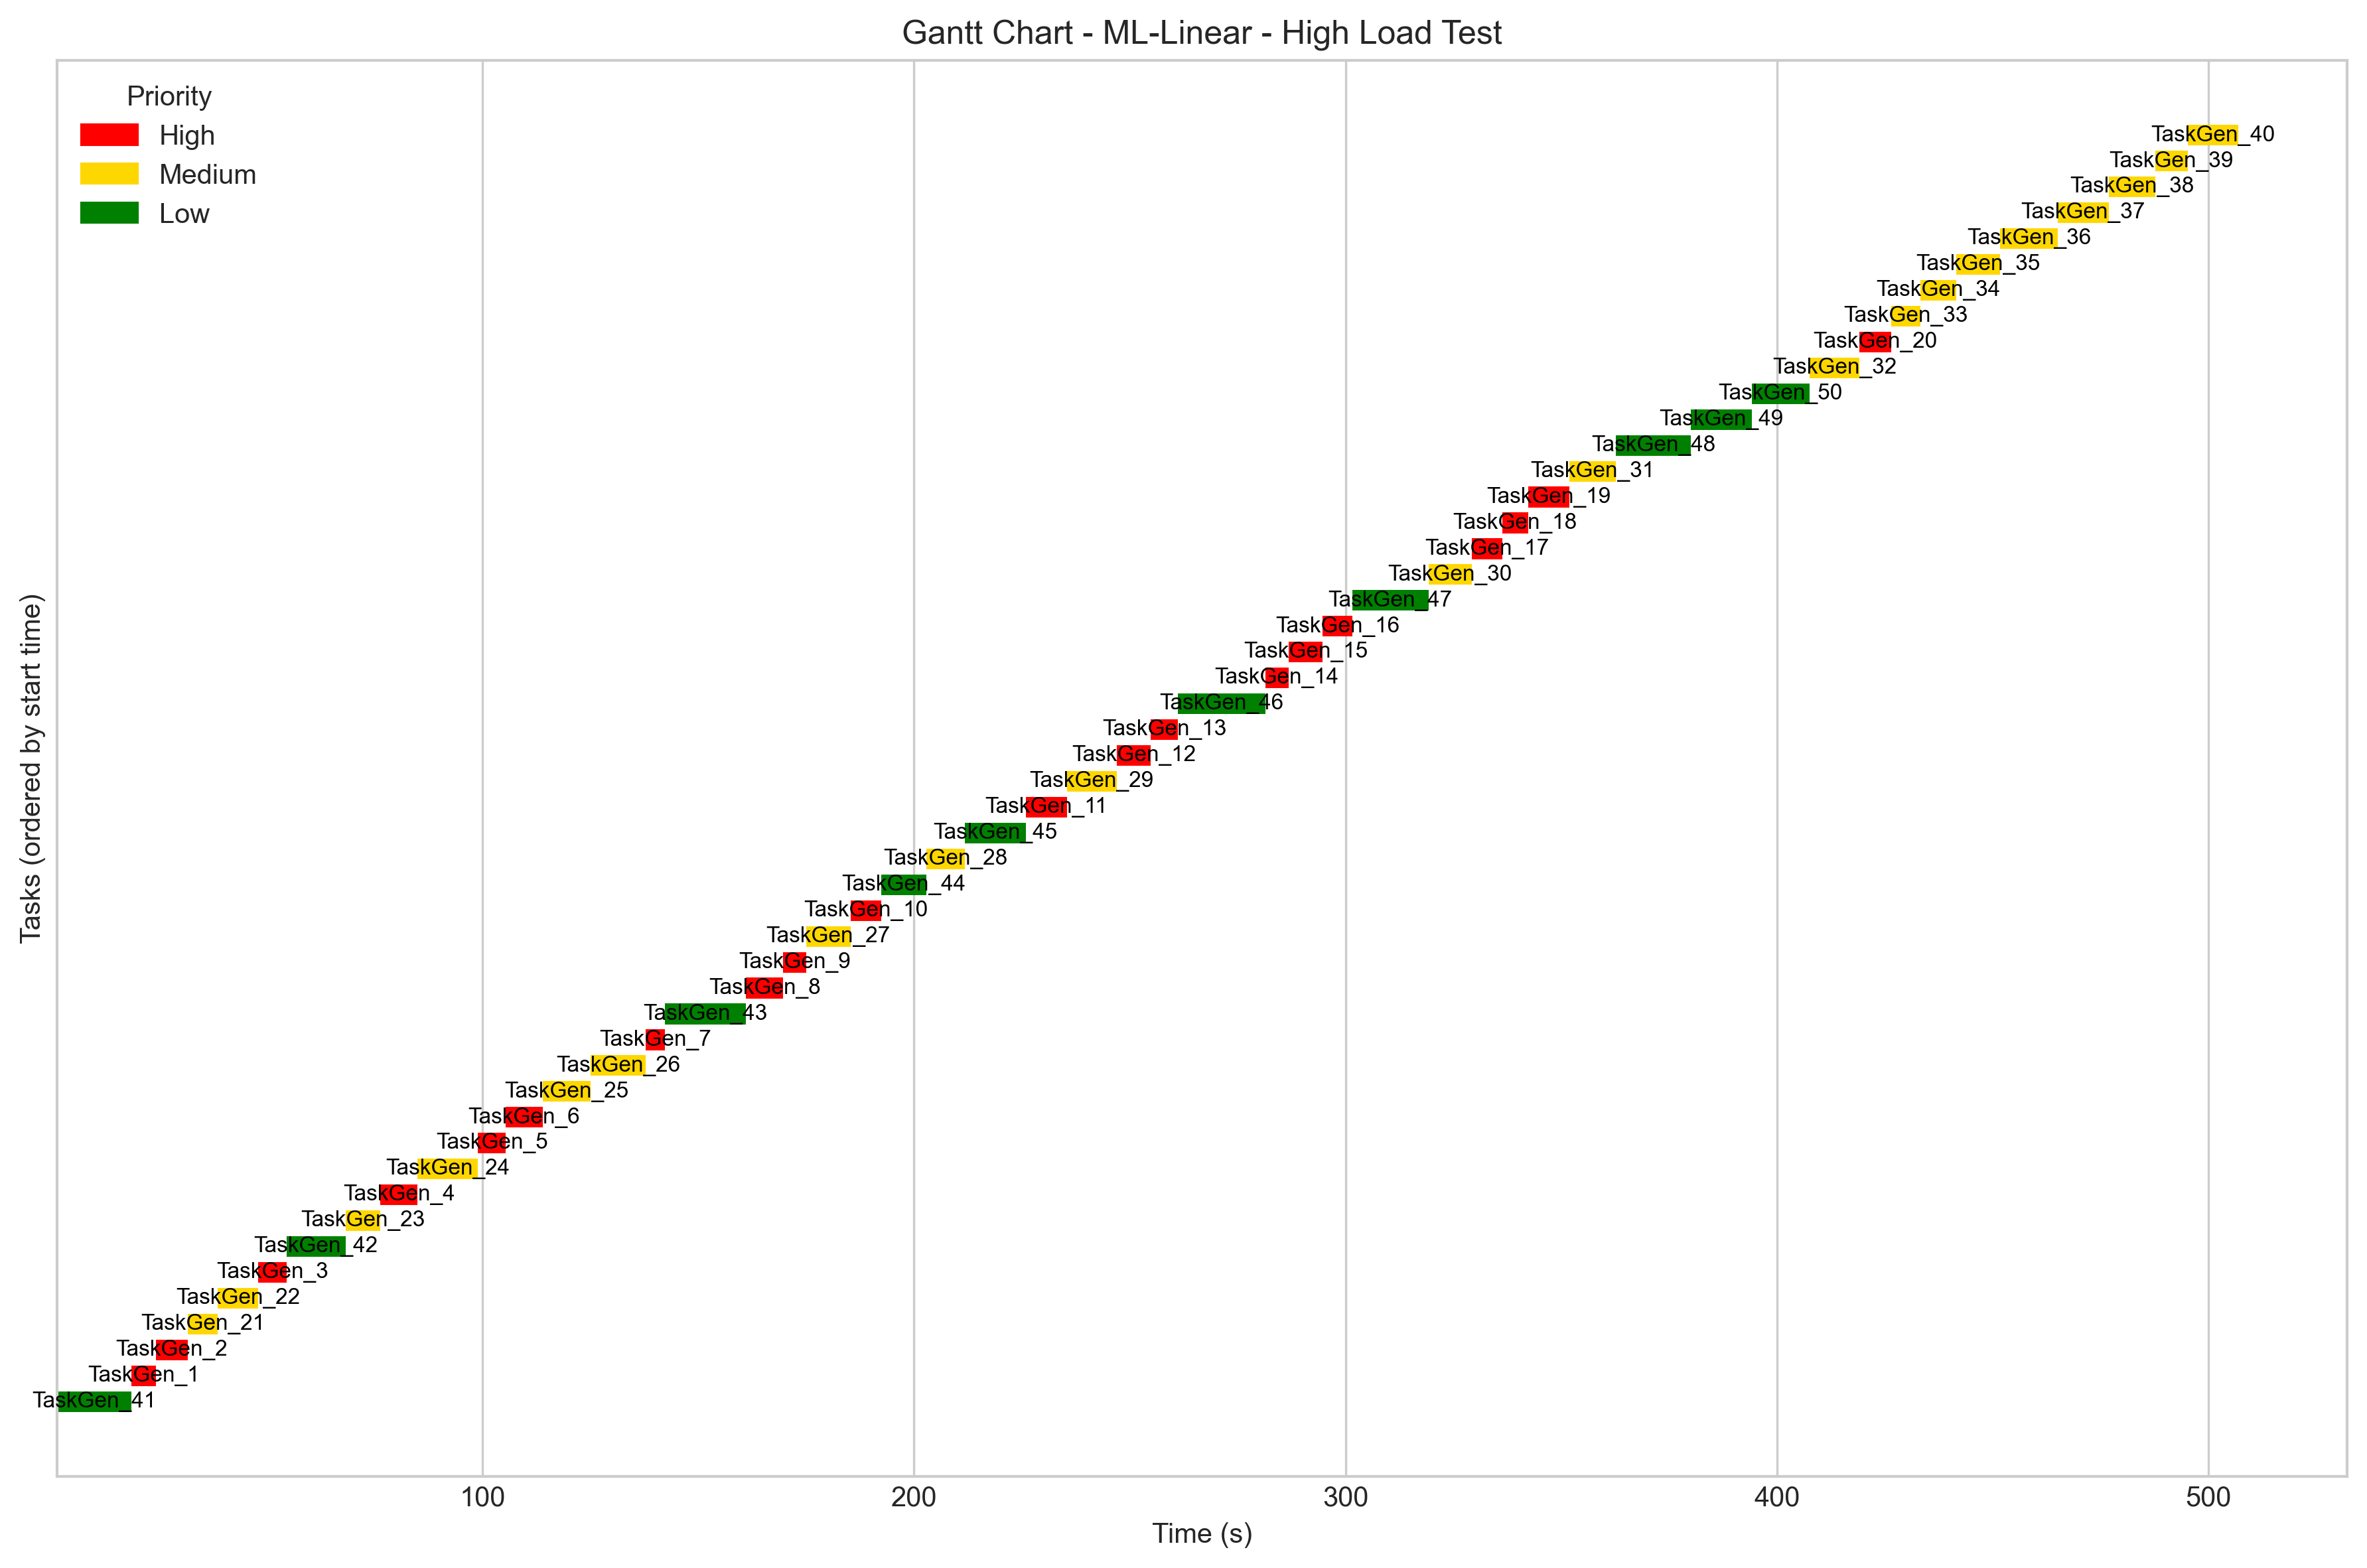 Gantt Chart - ML-Linear - High Load Test
Priority
High
Medium
Low
TaskGen_40
TaskGen_39
TaskGen_38
TaskGen_37
TaskGen_36
TaskGen_35
TaskGen_34
TaskGen_33
TaskGen_20
TaskGen_32
TaskGen_50
TaskGen_49
TaskGen_48
TaskGen_31
TaskGen_19
TaskGen_18
TaskGen_17
TaskGen_30
TaskGen_47
TaskGen_16
TaskGen_15
TaskGen_14
TaskGen_46
TaskGen_13
TaskGen_12
TaskGen_29
TaskGen_11
TaskGen_45
TaskGen_28
TaskGen_44
TaskGen_10
TaskGen_27
TaskGen_9
TaskGen_8
TaskGen_43
TaskGen_7
TaskGen_26
TaskGen_25
TaskGen_6
TaskGen_5
TaskGen_24
TaskGen_4
TaskGen_23
TaskGen_42
TaskGen_3
TaskGen_22
TaskGen_21
TaskGen_2
TaskGen_1
TaskGen_41
Tasks (ordered by start time)
100 200 300 400 500
Time (s)